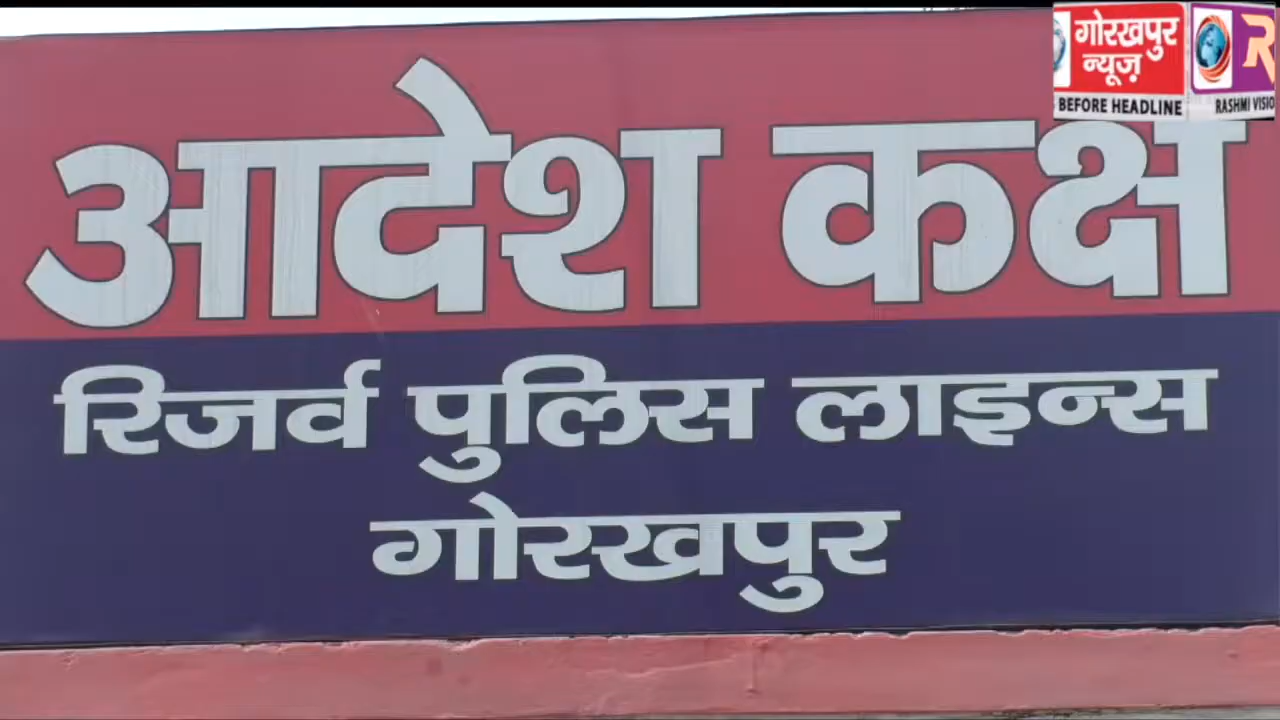 आदेश कक्ष
रिजर्व पुलिस लाइन्स
गोरखपुर
गोरखपुर
न्यूज़
BEFORE HEADLINE
R
RASHMI VISIO